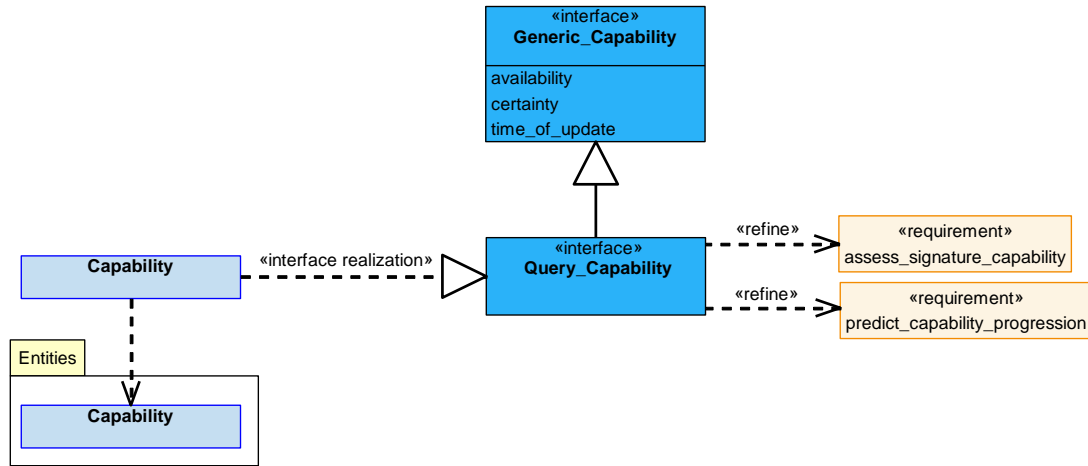 «interface»
Generic_Capability
availability
certainty
time_of_update
«interface»
Query_Capability
«refine»
«requirement»
assess_signature_capability
«refine»
«requirement»
predict_capability_progression
Capability
«interface realization»
Entities
Capability